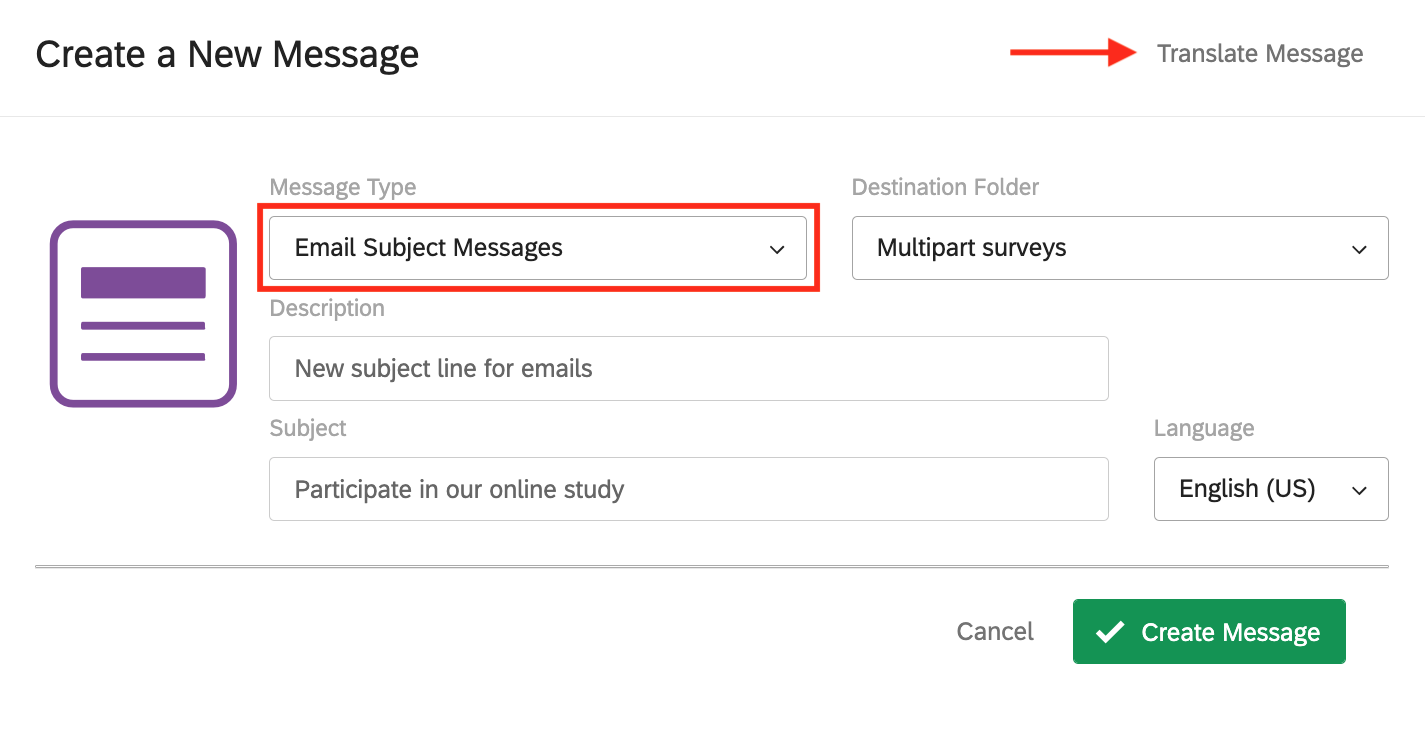 Create a New Message
Translate Message
Message Type
Destination Folder
Email Subject Messages
Multipart surveys
Description
New subject line for emails
Subject
Language
Participate in our online study
English (US)
Cancel
Create Message